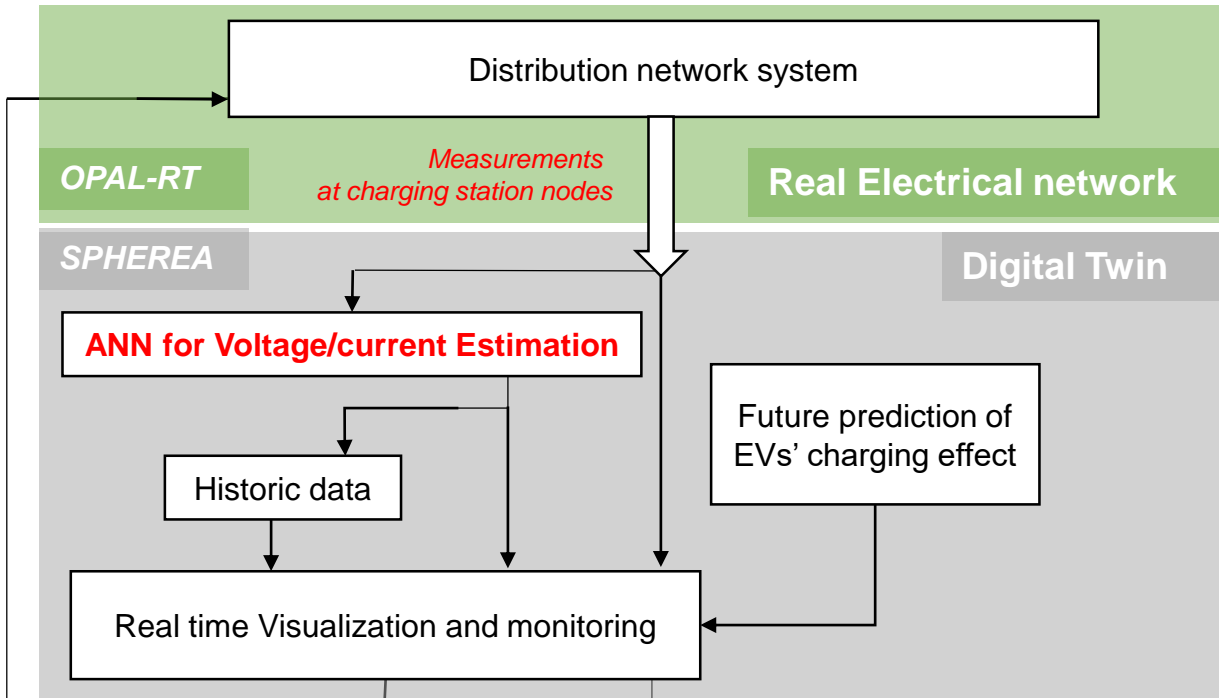 Distribution network system
OPAL-RT
Measurements
at charging station nodes
Real Electrical network
SPHEREA
Digital Twin
ANN for Voltage/current Estimation
Future prediction of
EVs’ charging effect
Historic data
Real time Visualization and monitoring